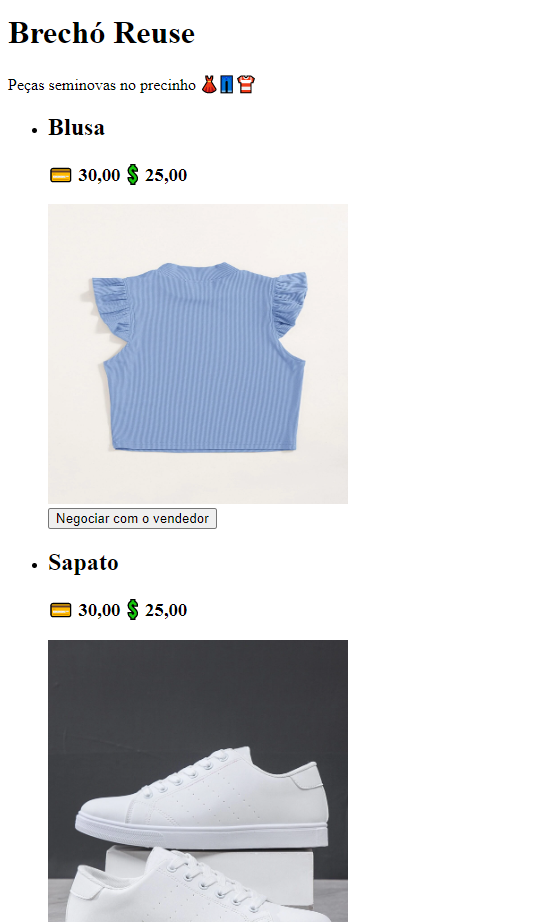 Brechó Reuse
Peças seminovas no precinho 👗👖👕
Blusa
💳 30,00 💲 25,00
Negociar com o vendedor
Sapato
💳 30,00 💲 25,00